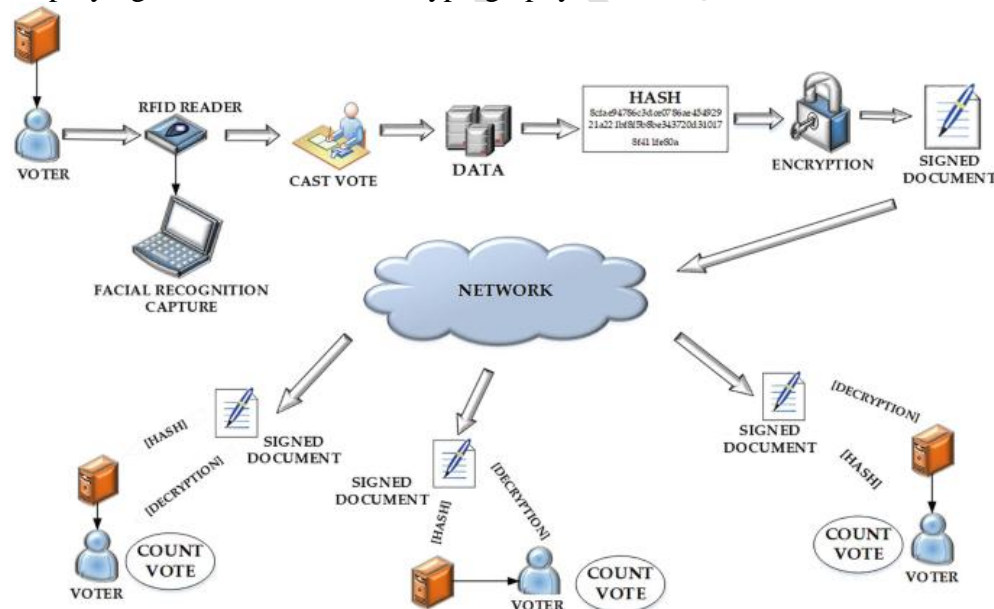 RFID READER
VOTER
CAST VOTE
DATA
HASH
ENCRYPTION
SIGNED
DOCUMENT
FACIAL RECOGNITION
CAPTURE
NETWORK
[HASH]
[DECRYPTION]
SIGNED
DOCUMENT
VOTER
COUNT
VOTE
SIGNED
DOCUMENT
[HASH]
[DECRYPTION]
VOTER
COUNT
VOTE
SIGNED
DOCUMENT
[DECRYPTION]
[HASH]
COUNT
VOTE
VOTER